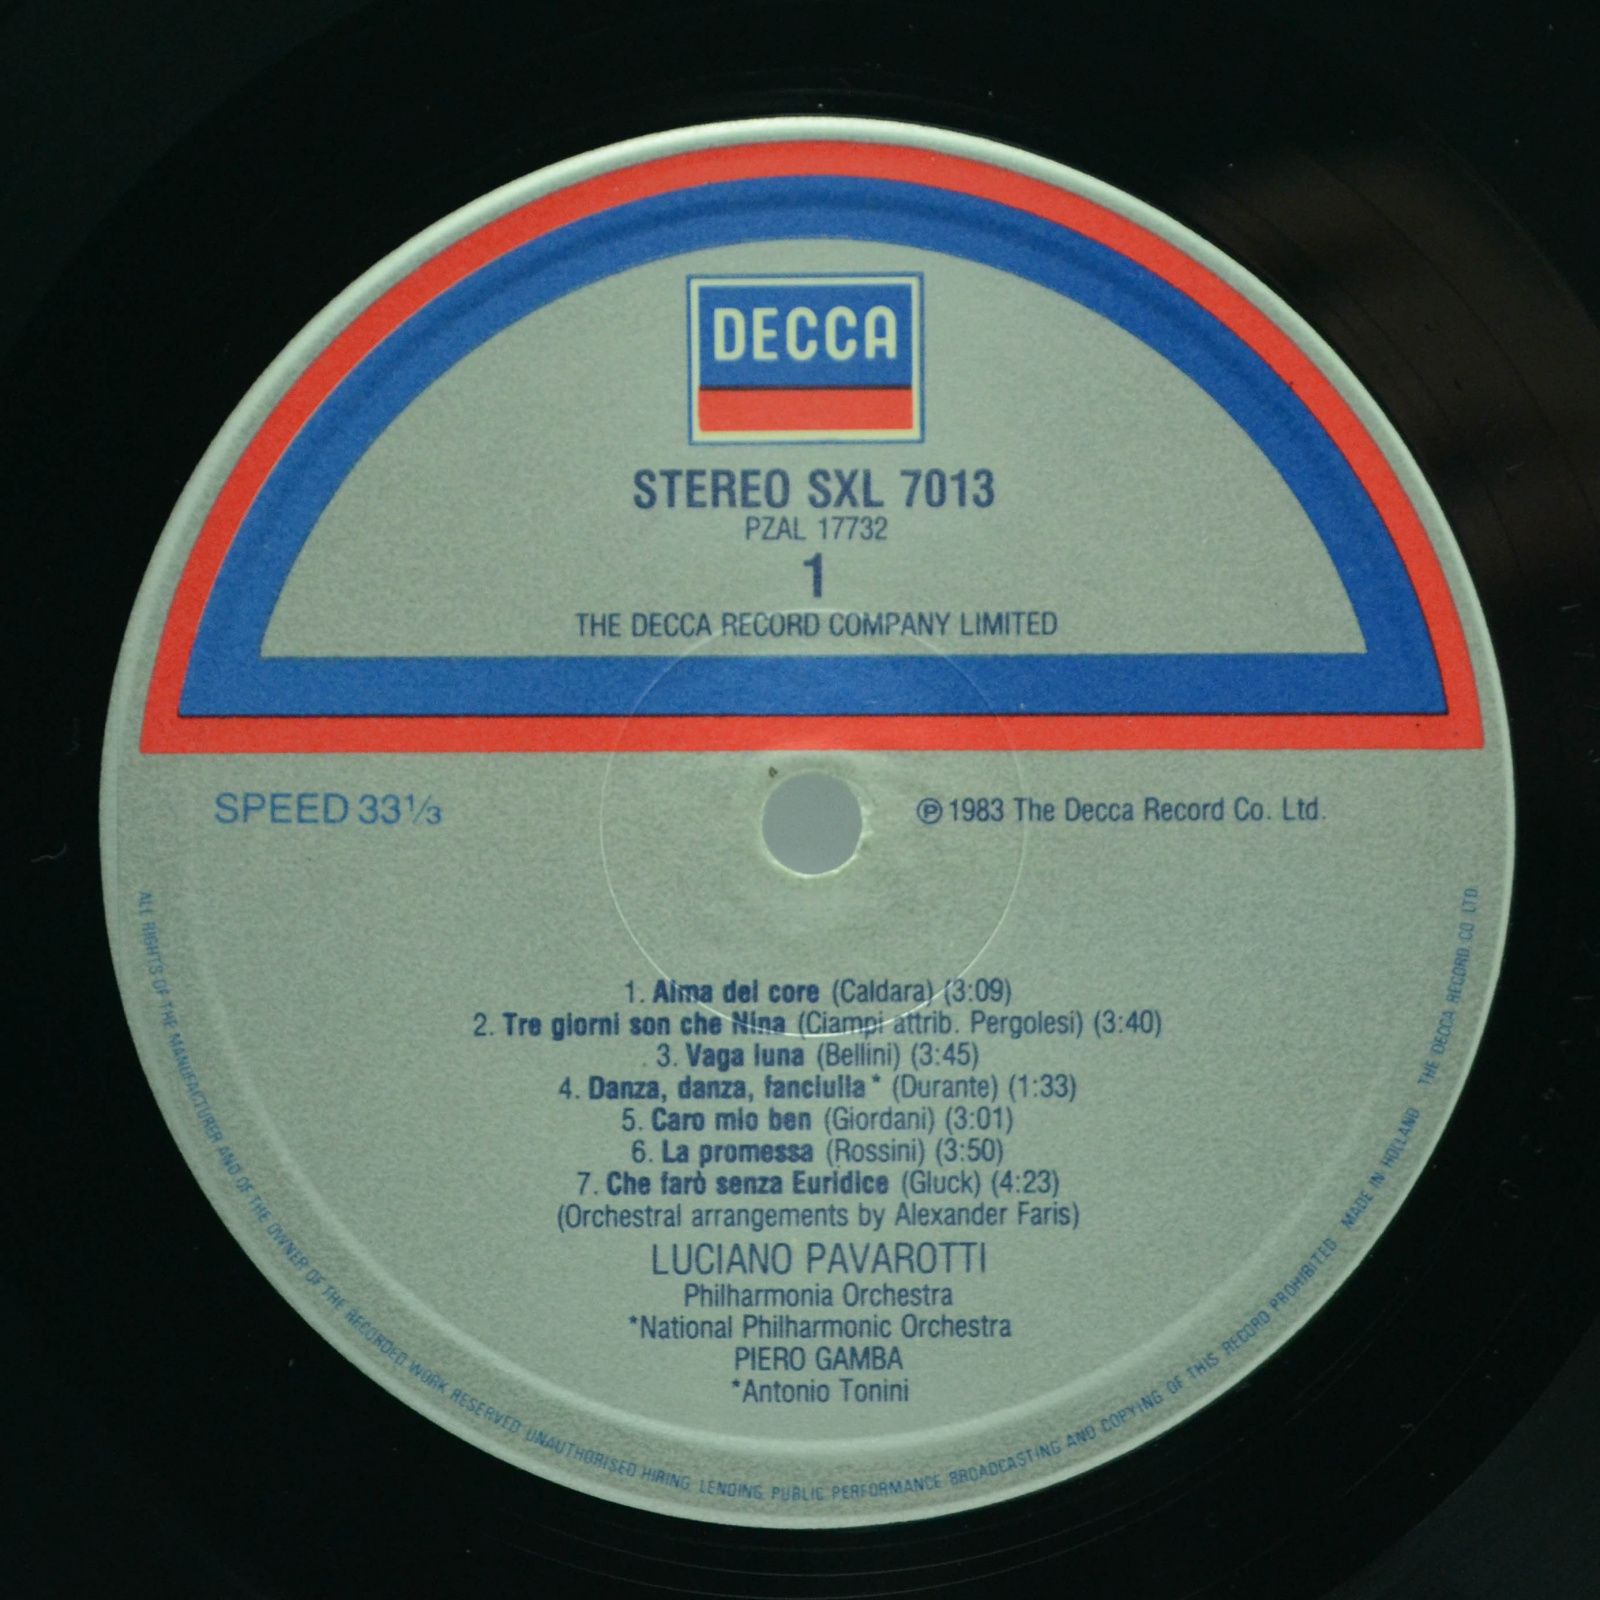 DECCA
STEREO SXL 7013
PZAL 17732
1
THE DECCA RECORD COMPANY LIMITED
SPEED 33⅓
℗ 1983 The Decca Record Co. Ltd.
1. Alma del core (Caldara) (3:09)
2. Tre giorni son che Nina (Ciampi attrib. Pergolesi) (3:40)
3. Vaga luna (Bellini) (3:45)
4. Danza, danza, fanciulla* (Durante) (1:33)
5. Caro mio ben (Giordani) (3:01)
6. La promessa (Rossini) (3:50)
7. Che farò senza Euridice (Gluck) (4:23)
(Orchestral arrangements by Alexander Faris)
LUCIANO PAVAROTTI
Philharmonia Orchestra
*National Philharmonic Orchestra
PIERO GAMBA
*Antonio Tonini
ALL RIGHTS OF THE MANUFACTURER AND OF THE OWNER OF THE RECORDED WORK RESERVED UNAUTHORISED HIRING LENDING PUBLIC PERFORMANCE BROADCASTING AND COPYING OF THIS RECORD PROHIBITED MADE IN HOLLAND THE DECCA RECORD CO LTD